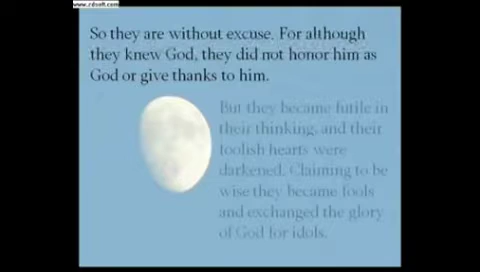 www.rdsoft.com
So they are without excuse. For although
they knew God, they did not honor him as
God or give thanks to him.
But they became futile in
their thinking, and their
foolish hearts were
darkened. Claiming to be
wise they became fools
and exchanged the glory
of God for idols.